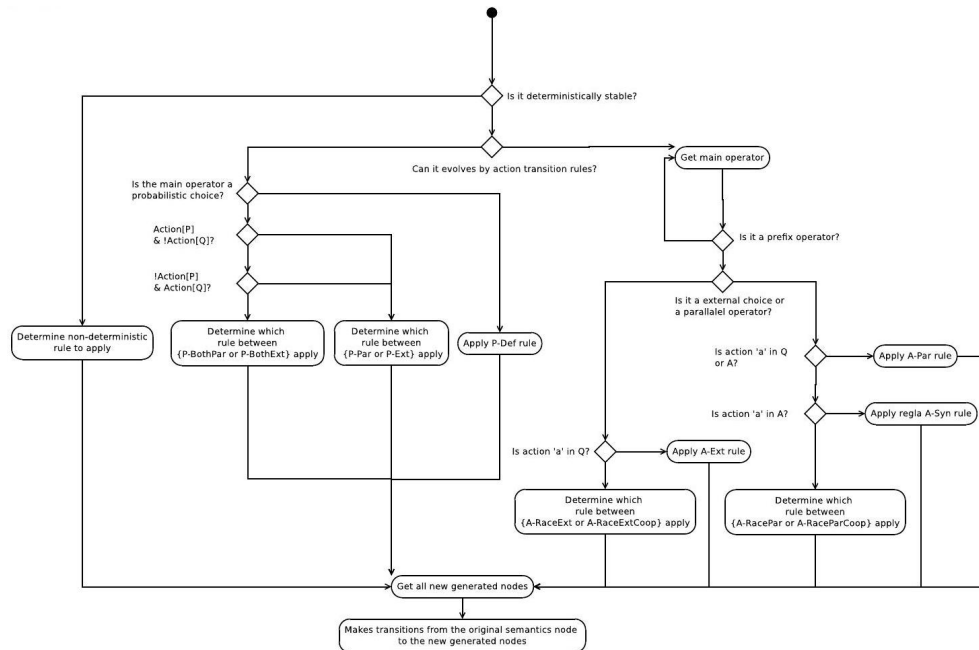 Is it deterministically stable?
Can it evolves by action transition rules?
Get main operator
Is the main operator a
probabilistic choice?
Action[P]
& !Action[Q]?
Is it a prefix operator?
!Action[P]
& Action[Q]?
Is it a external choice or
a parallalel operator?
Determine non-deterministic
rule to apply
Determine which
rule between
{P-BothPar or P-BothExt} apply
Determine which
rule between
{P-Par or P-Ext} apply
Apply P-Def rule
Is action 'a' in Q
or A?
Apply A-Par rule
Is action 'a' in A?
Apply regla A-Syn rule
Is action 'a' in Q?
Apply A-Ext rule
Determine which
rule between
{A-RaceExt or A-RaceExtCoop} apply
Determine which
rule between
{A-RacePar or A-RaceParCoop} apply
Get all new generated nodes
Makes transitions from the original semantics node
to the new generated nodes